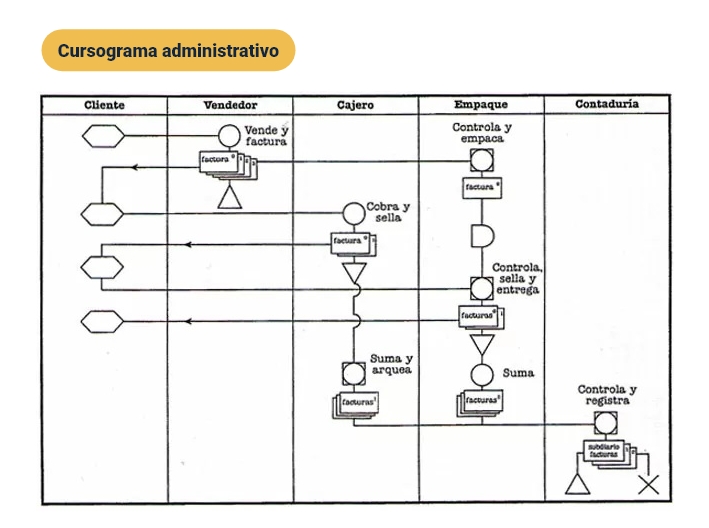 Cursograma administrativo
Cliente
Vendedor
Cajero
Empaque
Contaduría
Vende y
factura
factura 0
1
2
3
Controla y
empaca
factura
Cobra y
sella
factura 0
Controla,
sella y
entrega
facturas 0 1
Suma y
arquea
facturas 1
Suma
facturas
Controla y
registra
subdiario
facturas
1
2